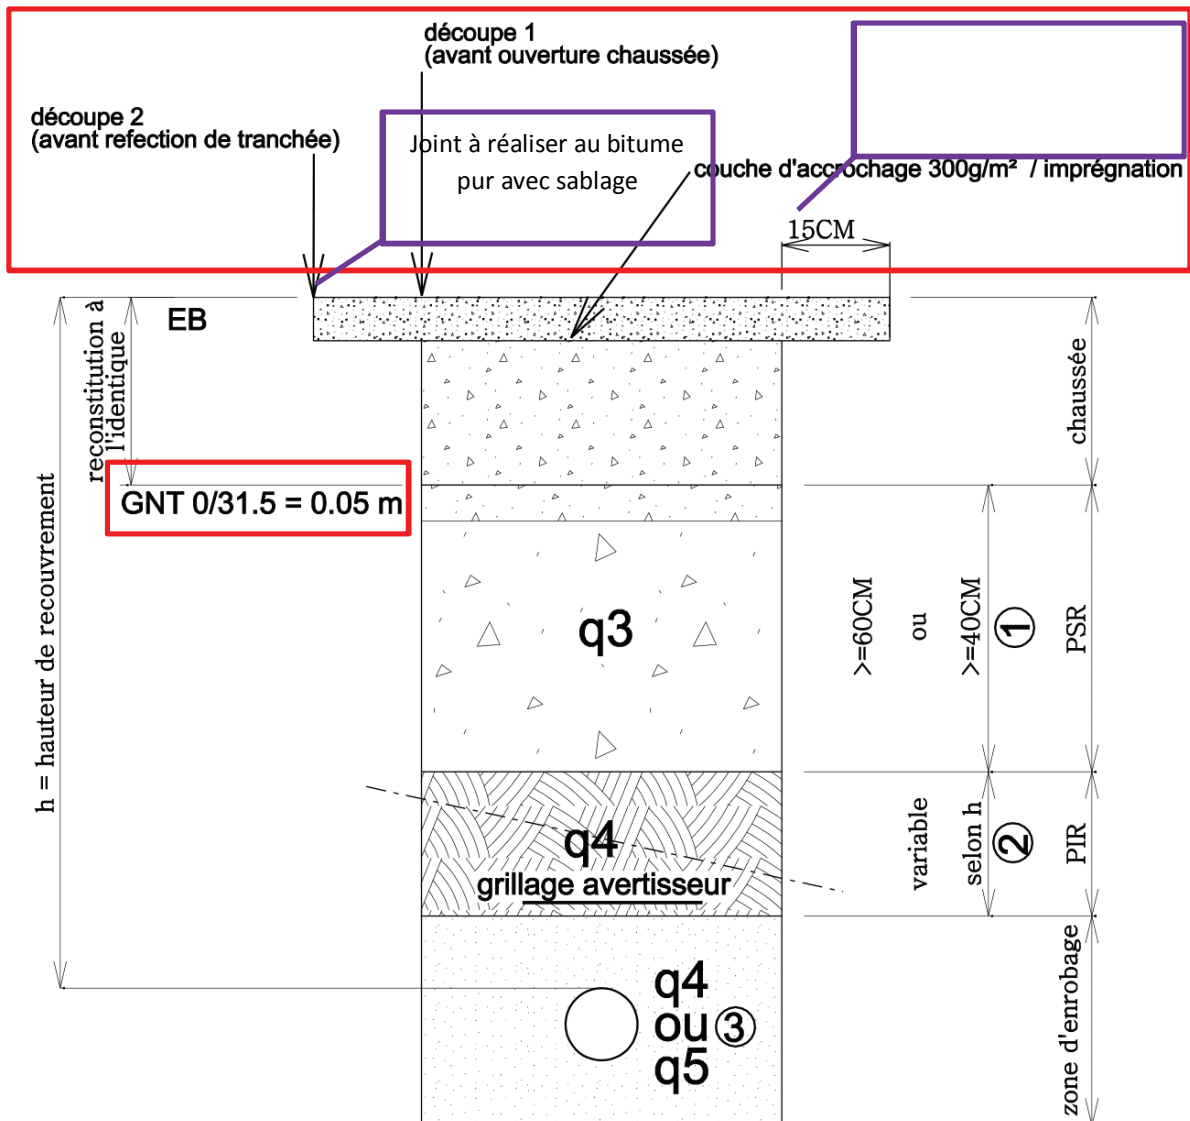 découpe 1
(avant ouverture chaussée)
découpe 2
(avant refection de tranchée)
Joint à réaliser au bitume
pur avec sablage
couche d'accrochage 300g/m² / imprégnation
15CM
EB
reconstitution à
l'identique
chaussée
GNT 0/31.5 = 0.05 m
h = hauteur de recouvrement
q3
>=60CM
ou
>=40CM
1
PSR
q4
grillage avertisseur
variable
selon h
2
PIR
q4
ou 3
q5
zone d'enrobage